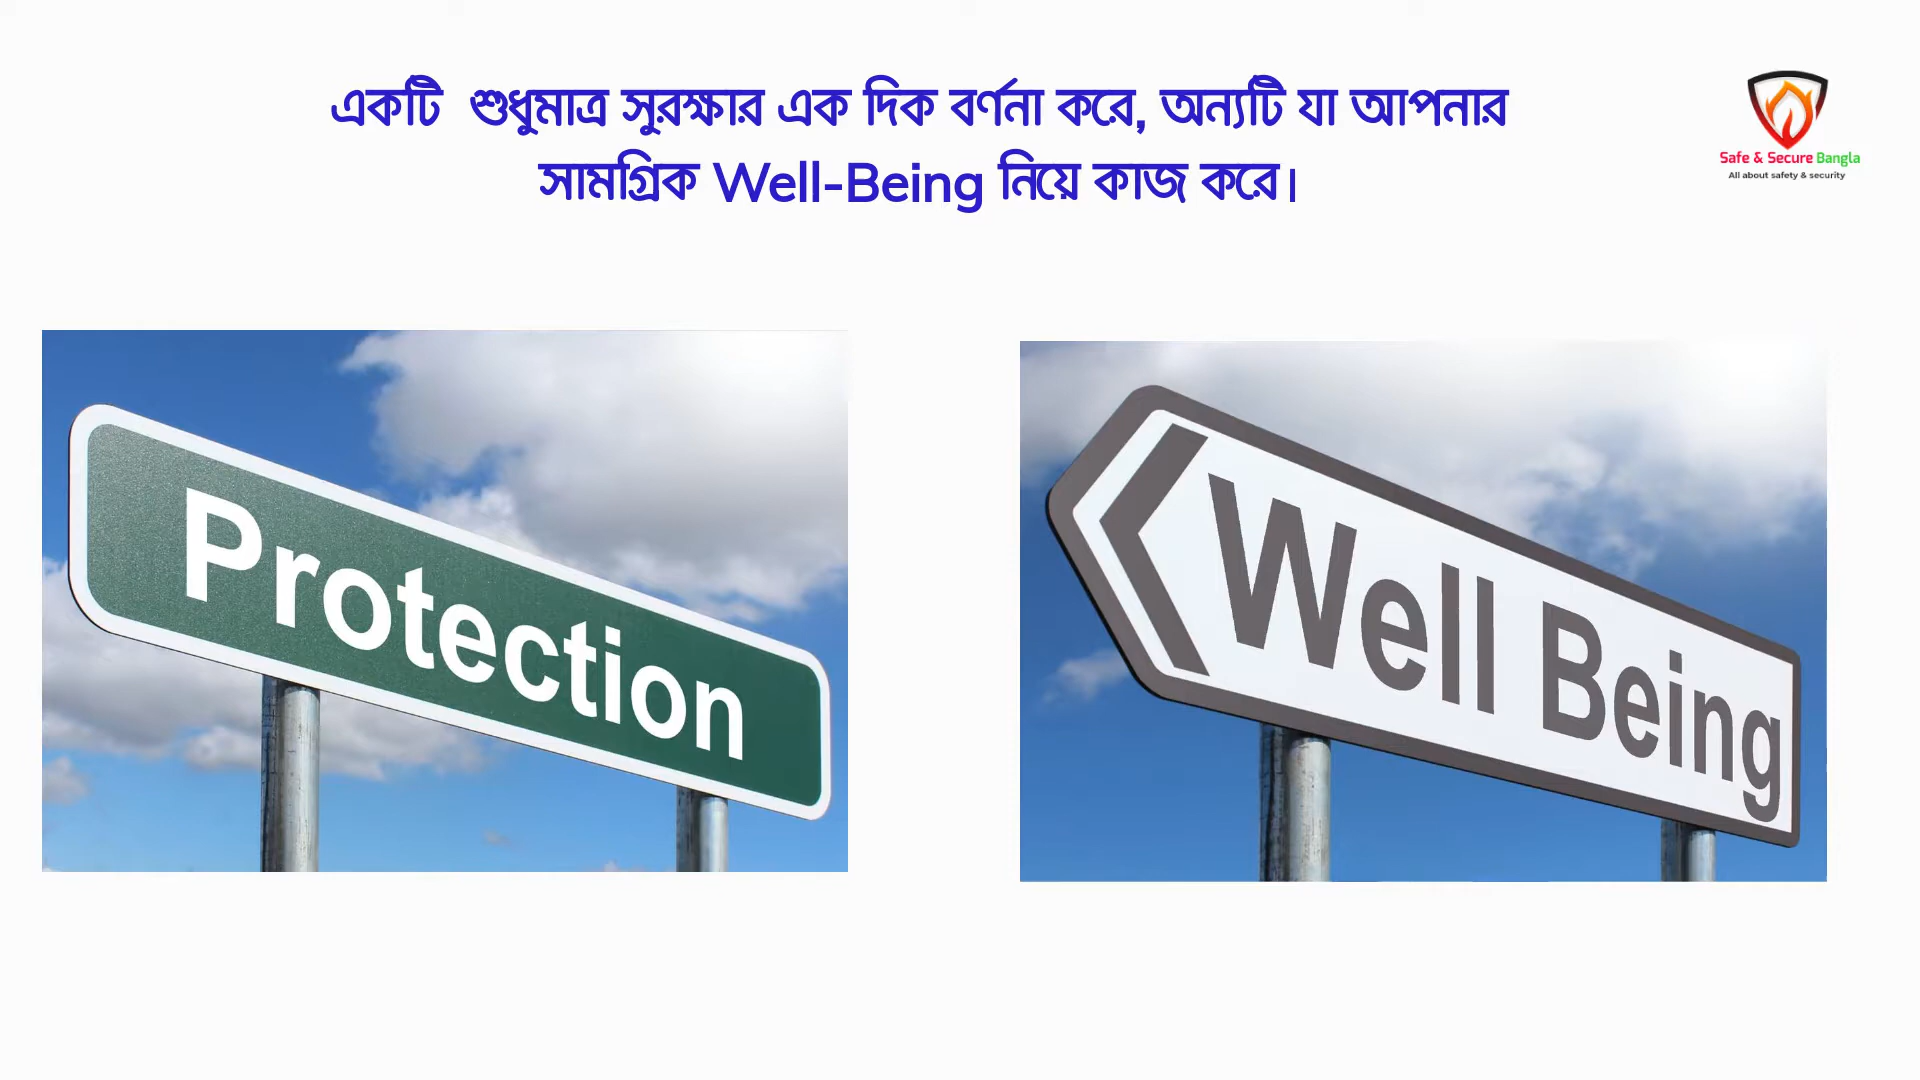 একটি শুধুমাত্র সুরক্ষার এক দিক বর্ণনা করে, অন্যটি যা আপনার
সামগ্রিক Well-Being নিয়ে কাজ করে।
Safe & Secure Bangla
All about safety & security
Protection
Well Being